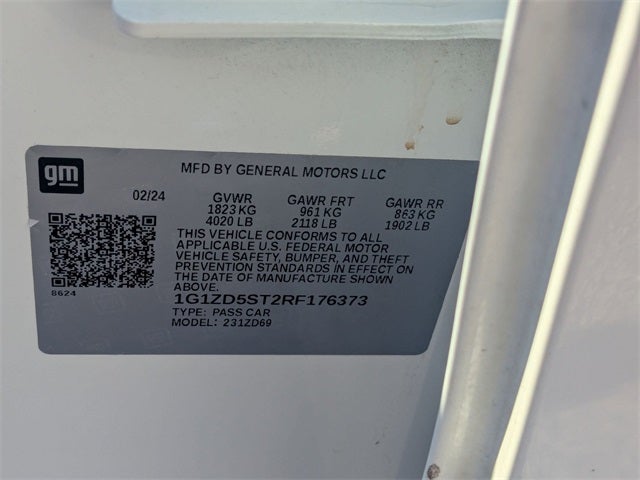 gm
MFD BY GENERAL MOTORS LLC
02/24 GVWR GAWR FRT GAWR RR
1823 KG 961 KG 863 KG
4020 LB 2118 LB 1902 LB
THIS VEHICLE CONFORMS TO ALL
APPLICABLE U.S. FEDERAL MOTOR
VEHICLE SAFETY, BUMPER, AND THEFT
PREVENTION STANDARDS IN EFFECT ON
THE DATE OF MANUFACTURE SHOWN
ABOVE.
8624
1G1ZD5ST2RF176373
TYPE: PASS CAR
MODEL: 231ZD69